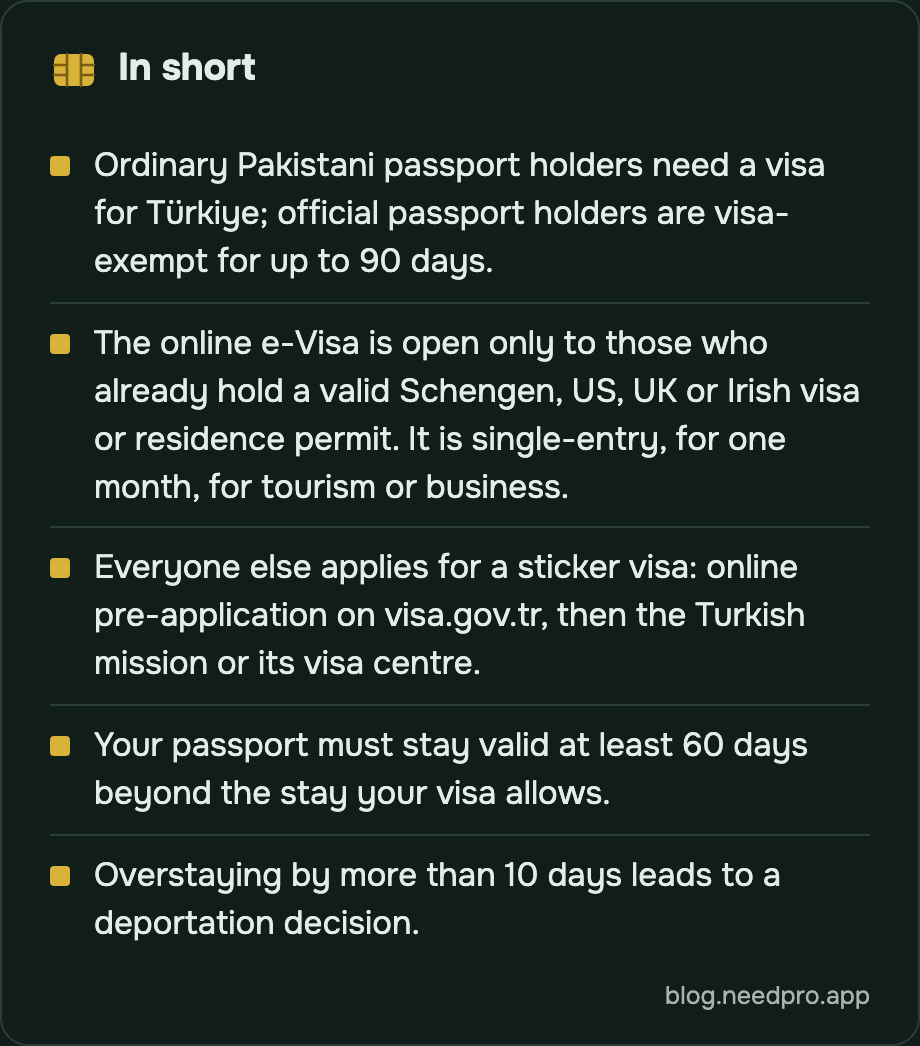 In short
Ordinary Pakistani passport holders need a visa
for Türkiye; official passport holders are visa-
exempt for up to 90 days.
The online e-Visa is open only to those who
already hold a valid Schengen, US, UK or Irish visa
or residence permit. It is single-entry, for one
month, for tourism or business.
Everyone else applies for a sticker visa: online
pre-application on visa.gov.tr, then the Turkish
mission or its visa centre.
Your passport must stay valid at least 60 days
beyond the stay your visa allows.
Overstaying by more than 10 days leads to a
deportation decision.
blog.needpro.app